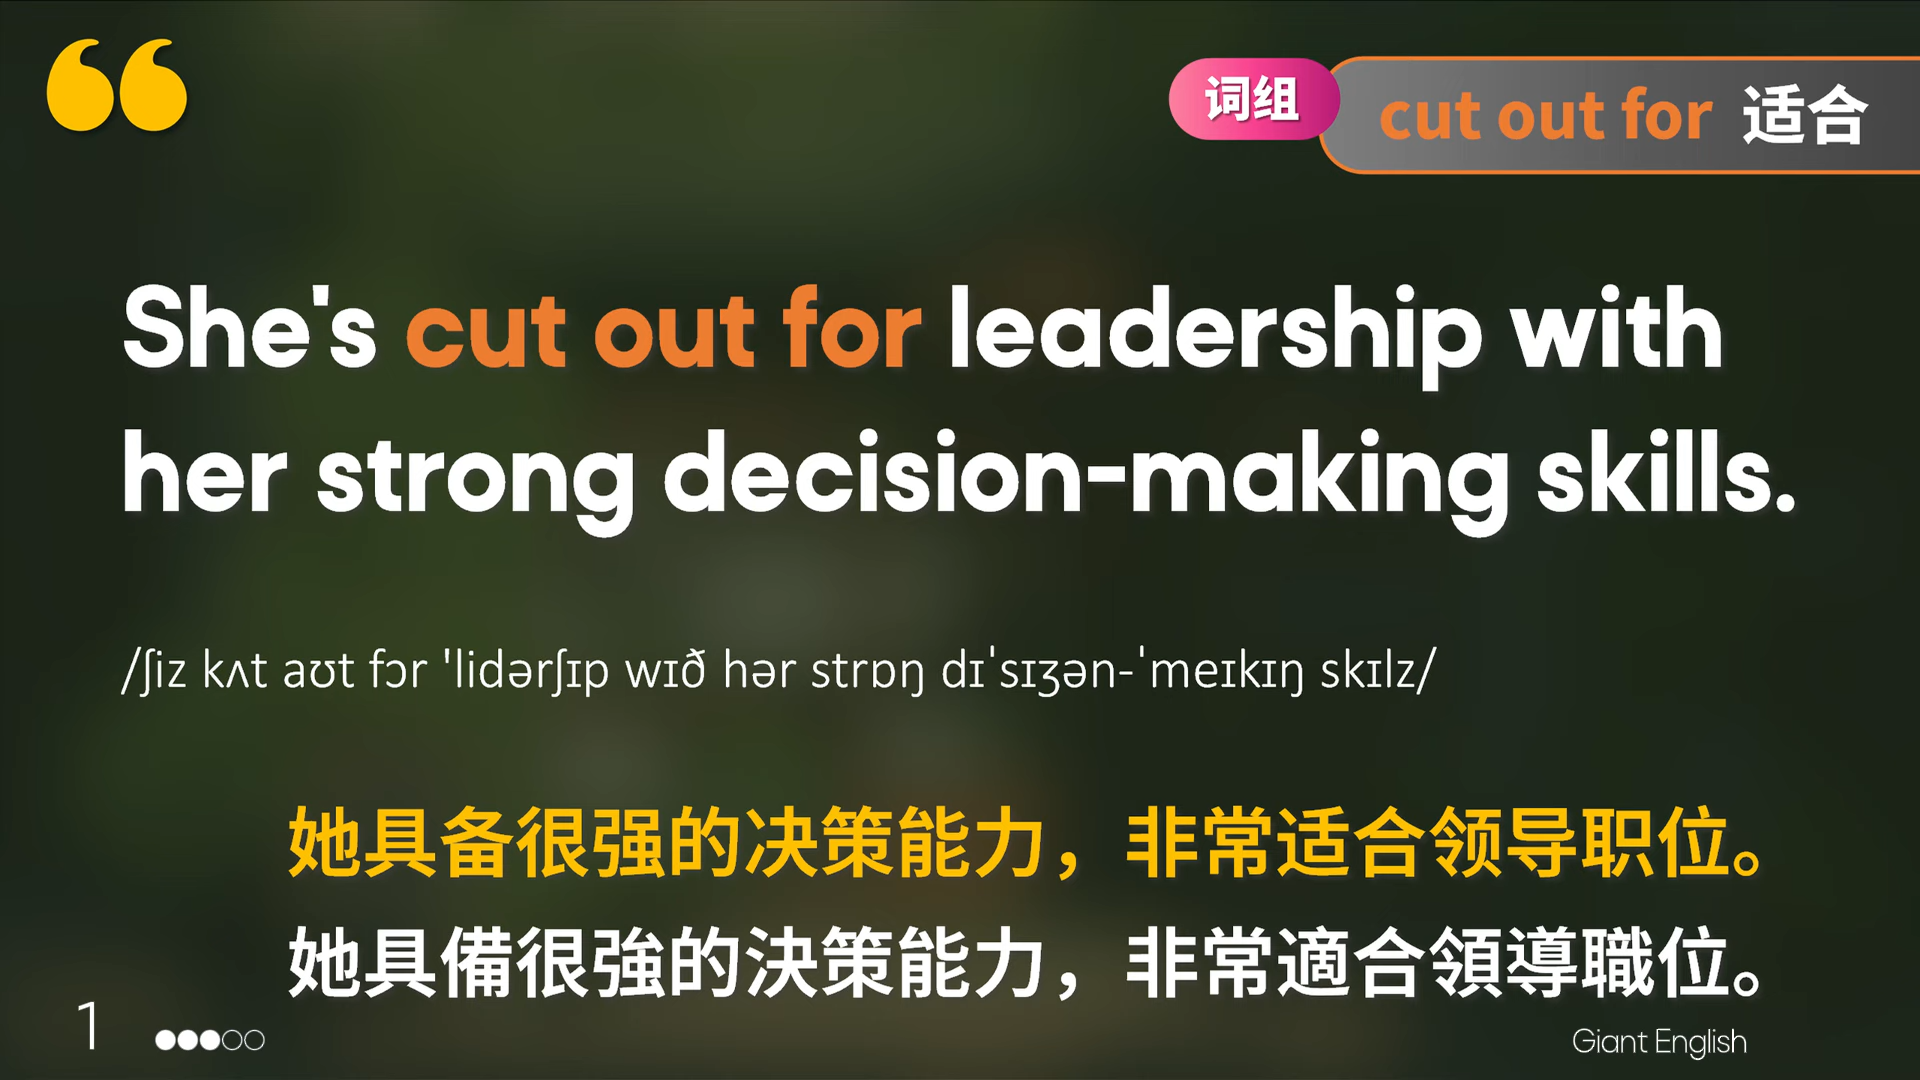 词组
cut out for 适合
She's cut out for leadership with
her strong decision-making skills.
/ʃiz kʌt aʊt fɔr 'lidərʃɪp wɪð hər strɒŋ dɪˈsɪʒən-ˈmeɪkɪŋ skɪlz/
她具备很强的决策能力，非常适合领导职位。
她具備很強的決策能力，非常適合領導職位。
1
Giant English